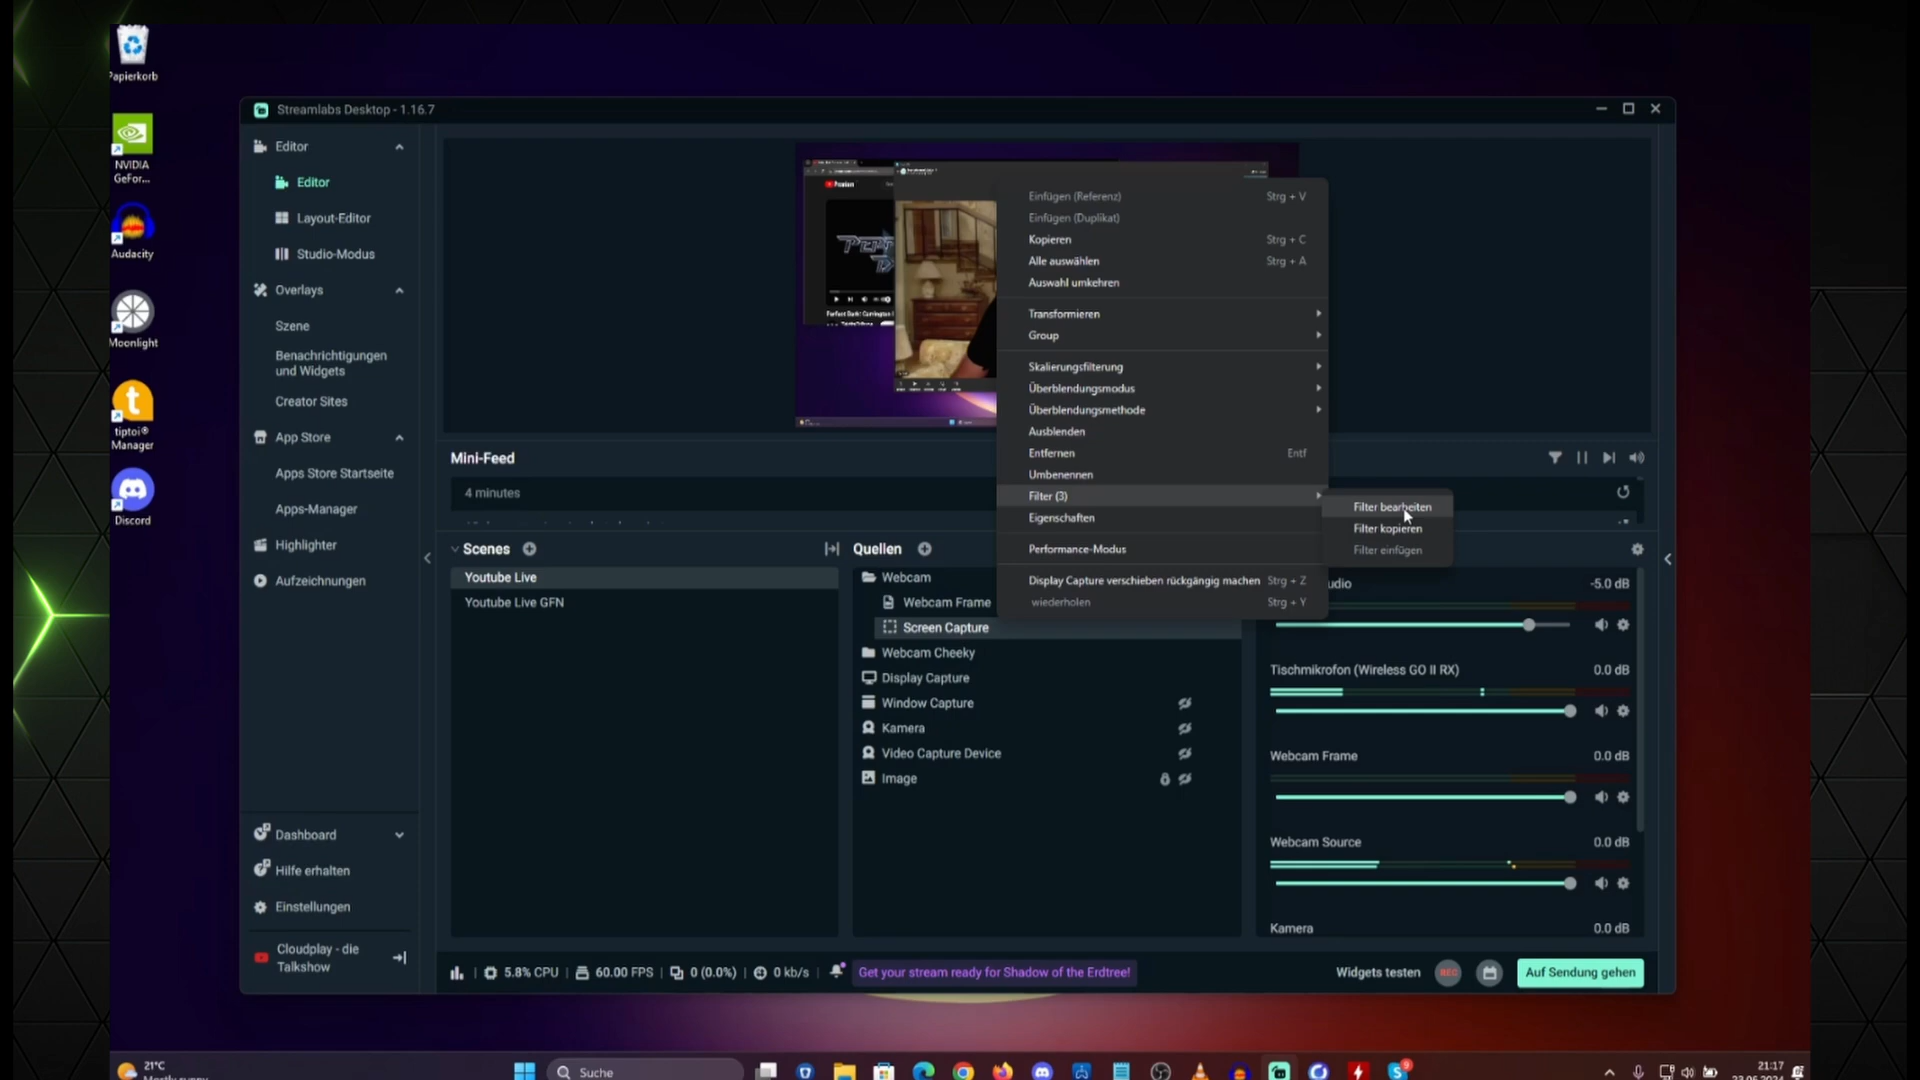 Papierkorb
NVIDIA
GeFor...
Audacity
Moonlight
tiptoi®
Manager
Discord
Streamlabs Desktop - 1.16.7
Editor
Editor
Layout-Editor
Studio-Modus
Overlays
Szene
Benachrichtigungen
und Widgets
Creator Sites
App Store
Apps Store Startseite
Apps-Manager
Highlighter
Aufzeichnungen
Dashboard
Hilfe erhalten
Einstellungen
Cloudplay - die
Talkshow
Premium
Einfügen (Referenz) Strg + V
Einfügen (Duplikat)
Kopieren Strg + C
Alle auswählen Strg + A
Auswahl umkehren
Transformieren
Group
Skalierungsfilterung
Überblendungsmodus
Überblendungsmethode
Ausblenden
Entfernen Entf
Umbenennen
Filter (3)
Eigenschaften
Performance-Modus
Display Capture verschieben rückgängig machen Strg + Z
wiederholen Strg + Y
Filter bearbeiten
Filter kopieren
Filter einfügen
Mini-Feed
4 minutes
Scenes
Youtube Live
Youtube Live GFN
Quellen
Webcam
Webcam Frame
Screen Capture
Webcam Cheeky
Display Capture
Window Capture
Kamera
Video Capture Device
Image
udio -5.0 dB
Tischmikrofon (Wireless GO II RX) 0.0 dB
Webcam Frame 0.0 dB
Webcam Source 0.0 dB
Kamera 0.0 dB
5.8% CPU 60.00 FPS 0 (0.0%) 0 kb/s
Get your stream ready for Shadow of the Erdtree!
Widgets testen
REC
Auf Sendung gehen
21°C
Mostly sunny
Suche
21:17